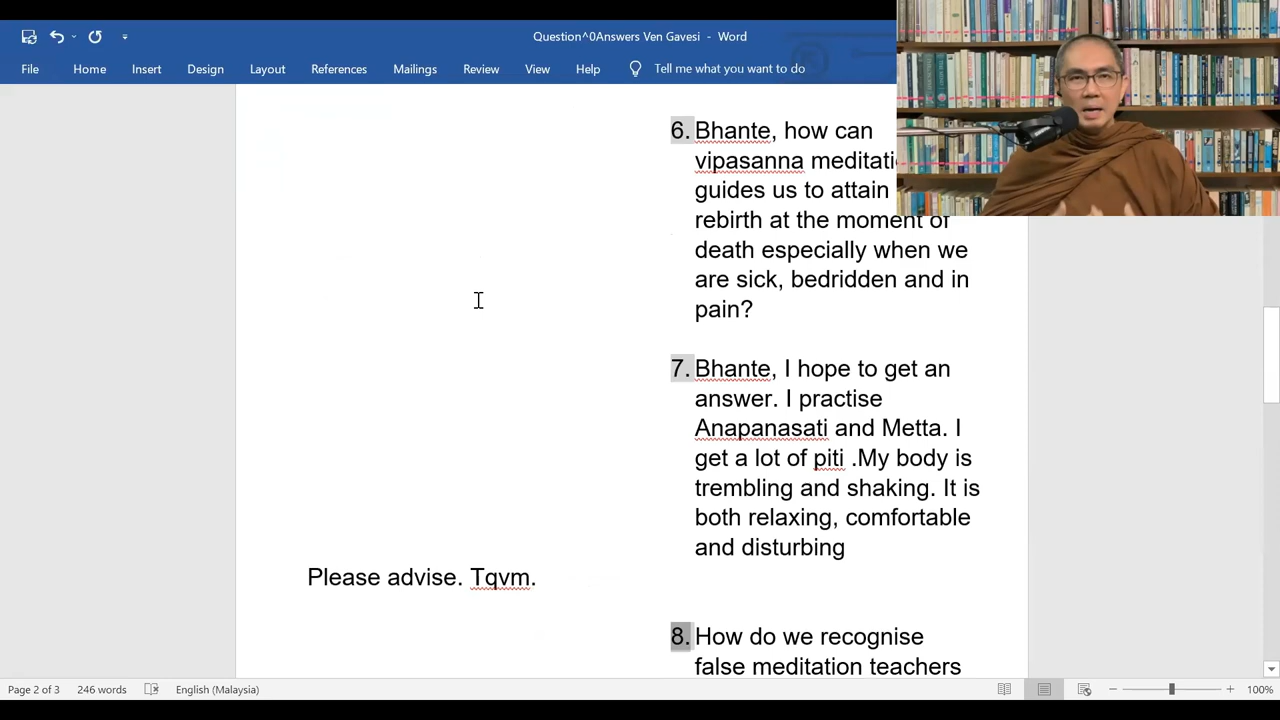 Question^0Answers Ven Gavesi - Word
File Home Insert Design Layout References Mailings Review View Help Tell me what you want to do
6. Bhante, how can
vipasanna
guides us to attain
rebirth at the moment of
death especially when we
are sick, bedridden and in
pain?
7. Bhante, I hope to get an
answer. I practise
Anapanasati and Metta. I
get a lot of piti .My body is
trembling and shaking. It is
both relaxing, comfortable
and disturbing
Please advise. Tqvm.
8. How do we recognise
false meditation teachers
Page 2 of 3 246 words English (Malaysia) 100%